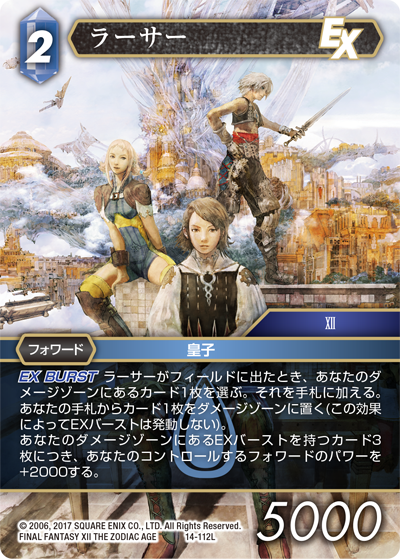 2
ラーサー
EX
XII
フォワード
皇子
EX BURST ラーサーがフィールドに出たとき、あなたのダ
メージゾーンにあるカード1枚を選ぶ。それを手札に加える。
あなたの手札からカード1枚をダメージゾーンに置く(この効果
によってEXバーストは発動しない)。
あなたのダメージゾーンにあるEXバーストを持つカード3
枚につき、あなたのコントロールするフォワードのパワーを
+2000する。
© 2006, 2017 SQUARE ENIX CO., LTD. All Rights Reserved.
FINAL FANTASY XII THE ZODIAC AGE 14-112L
5000